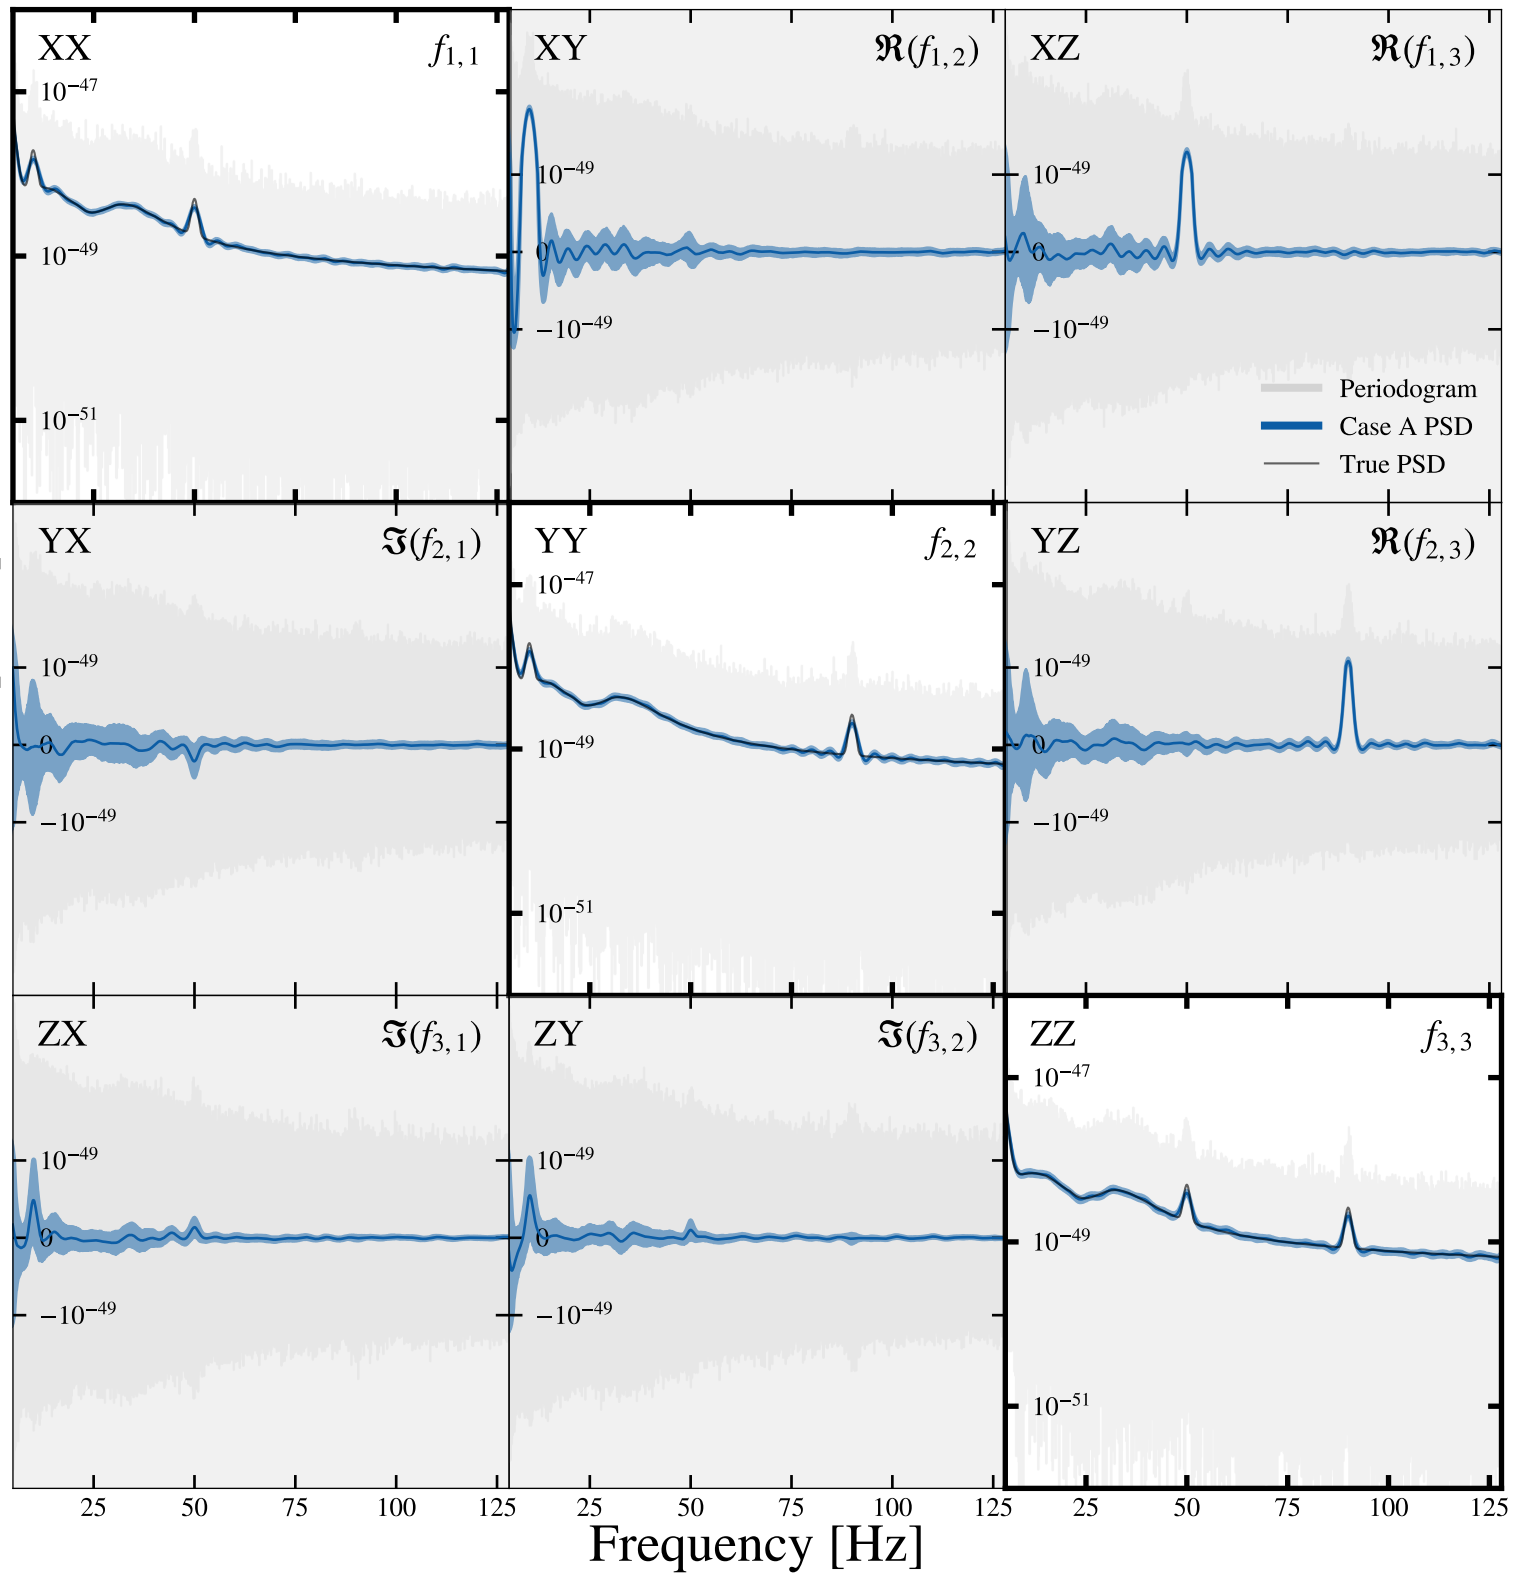 XX f1,1
10−47
10−49
10−51
XY ℜ(f1,2)
10−49
0
−10−49
XZ ℜ(f1,3)
10−49
0
−10−49
Periodogram
Case A PSD
True PSD
YX ℑ(f2,1)
10−49
0
−10−49
YY f2,2
10−47
10−49
10−51
YZ ℜ(f2,3)
10−49
0
−10−49
ZX ℑ(f3,1)
10−49
0
−10−49
ZY ℑ(f3,2)
10−49
0
−10−49
ZZ f3,3
10−47
10−49
10−51
25 50 75 100 125 25 50 75 100 125 25 50 75 100 125
Frequency [Hz]